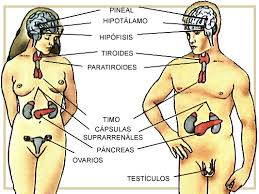 PINEAL
HIPOTÁLAMO
HIPÓFISIS
TIROIDES
PARATIROIDES
TIMO
CÁPSULAS
SUPRARRENALES
PÁNCREAS
OVARIOS
TESTÍCULOS